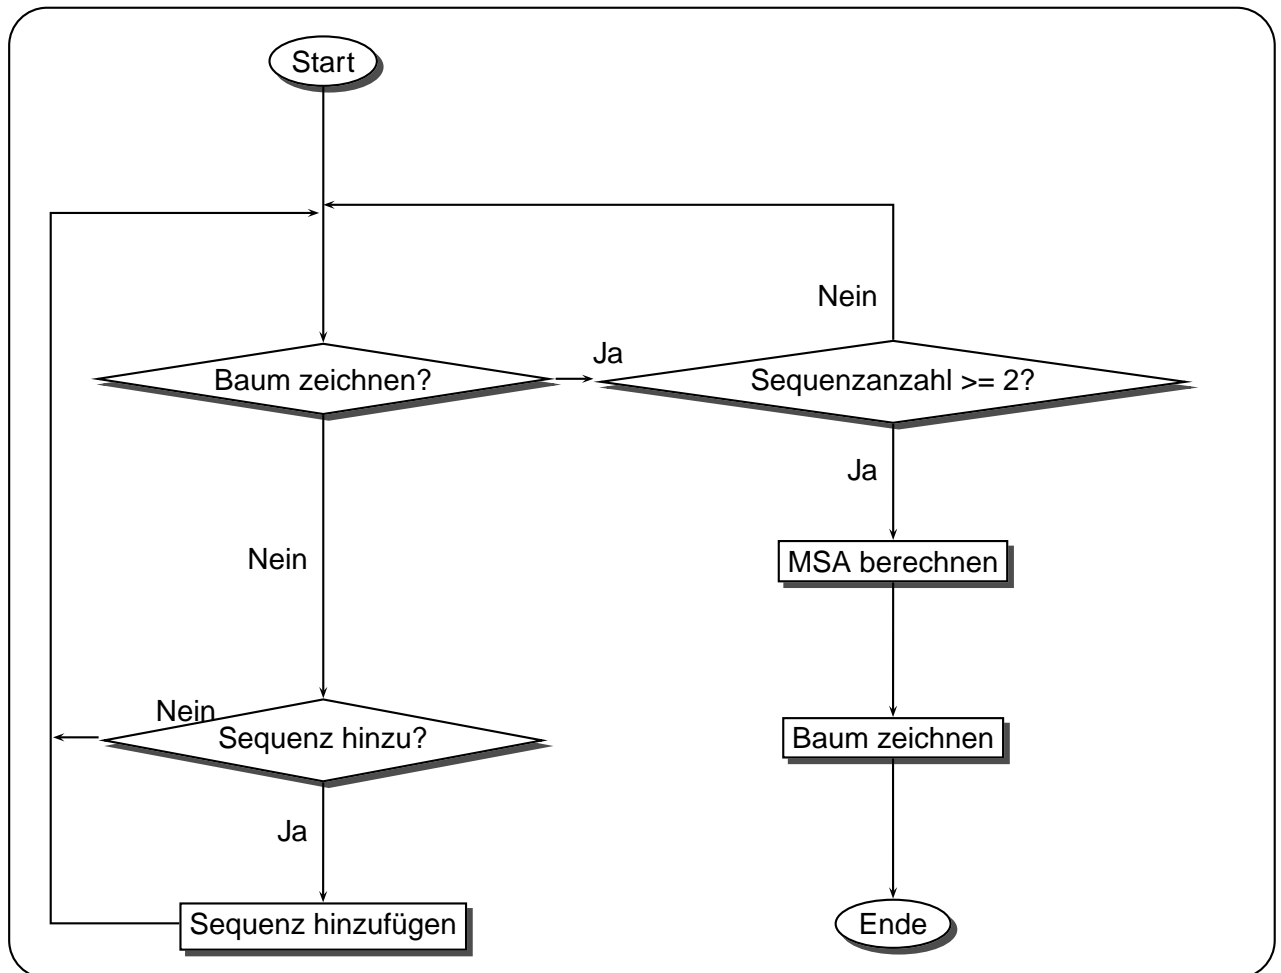 Start
Nein
Ja
Baum zeichnen?
Sequenzanzahl >= 2?
Ja
Nein
MSA berechnen
Nein
Sequenz hinzu?
Baum zeichnen
Ja
Sequenz hinzufügen
Ende